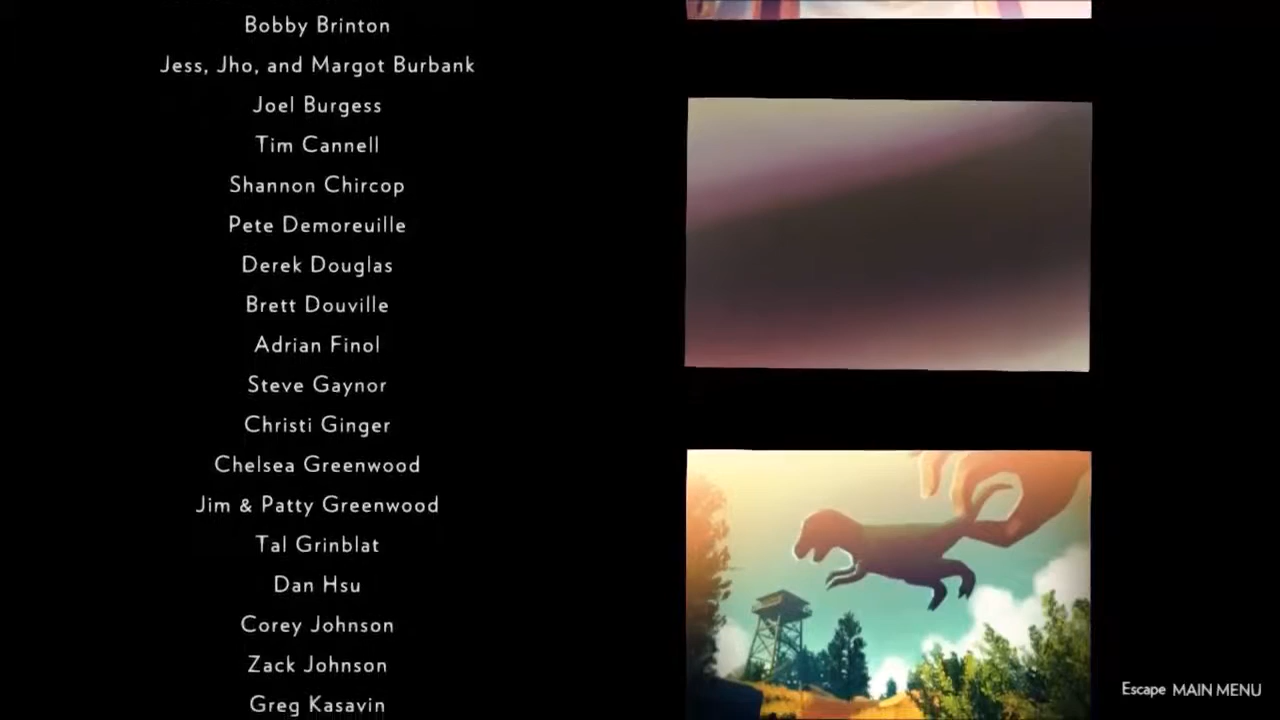 Bobby Brinton
Jess, Jho, and Margot Burbank
Joel Burgess
Tim Cannell
Shannon Chircop
Pete Demoreuille
Derek Douglas
Brett Douville
Adrian Finol
Steve Gaynor
Christi Ginger
Chelsea Greenwood
Jim & Patty Greenwood
Tal Grinblat
Dan Hsu
Corey Johnson
Zack Johnson
Greg Kasavin
Escape MAIN MENU